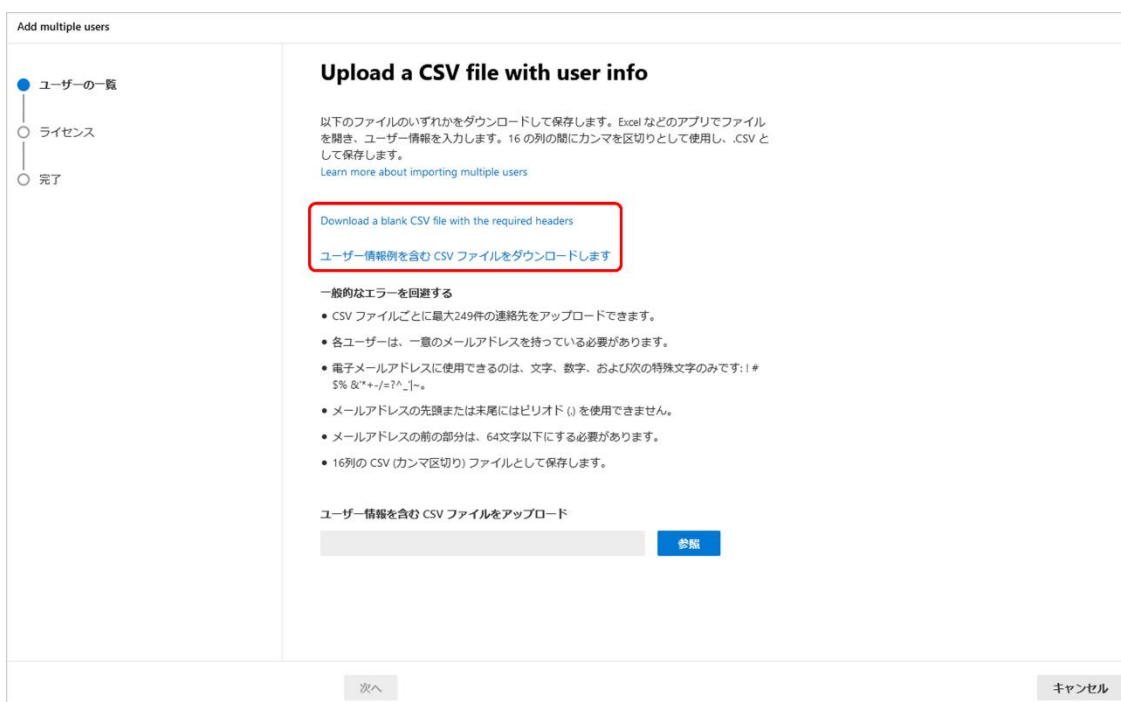 Add multiple users
ユーザーの一覧
ライセンス
完了
Upload a CSV file with user info
以下のファイルのいずれかをダウンロードして保存します。Excel などのアプリでファイル
を開き、ユーザー情報を入力します。16 の列の間にカンマを区切りとして使用し、.CSV と
して保存します。
Learn more about importing multiple users
Download a blank CSV file with the required headers
ユーザー情報例を含む CSV ファイルをダウンロードします
一般的なエラーを回避する
• CSV ファイルごとに最大249件の連絡先をアップロードできます。
• 各ユーザーは、一意のメールアドレスを持っている必要があります。
• 電子メールアドレスに使用できるのは、文字、数字、および次の特殊文字のみです: ! #
$% &'*+-/=?^_'|~。
• メールアドレスの先頭または末尾にはピリオド (.) を使用できません。
• メールアドレスの前の部分は、64文字以下にする必要があります。
• 16列の CSV (カンマ区切り) ファイルとして保存します。
ユーザー情報を含む CSV ファイルをアップロード
参照
次へ
キャンセル